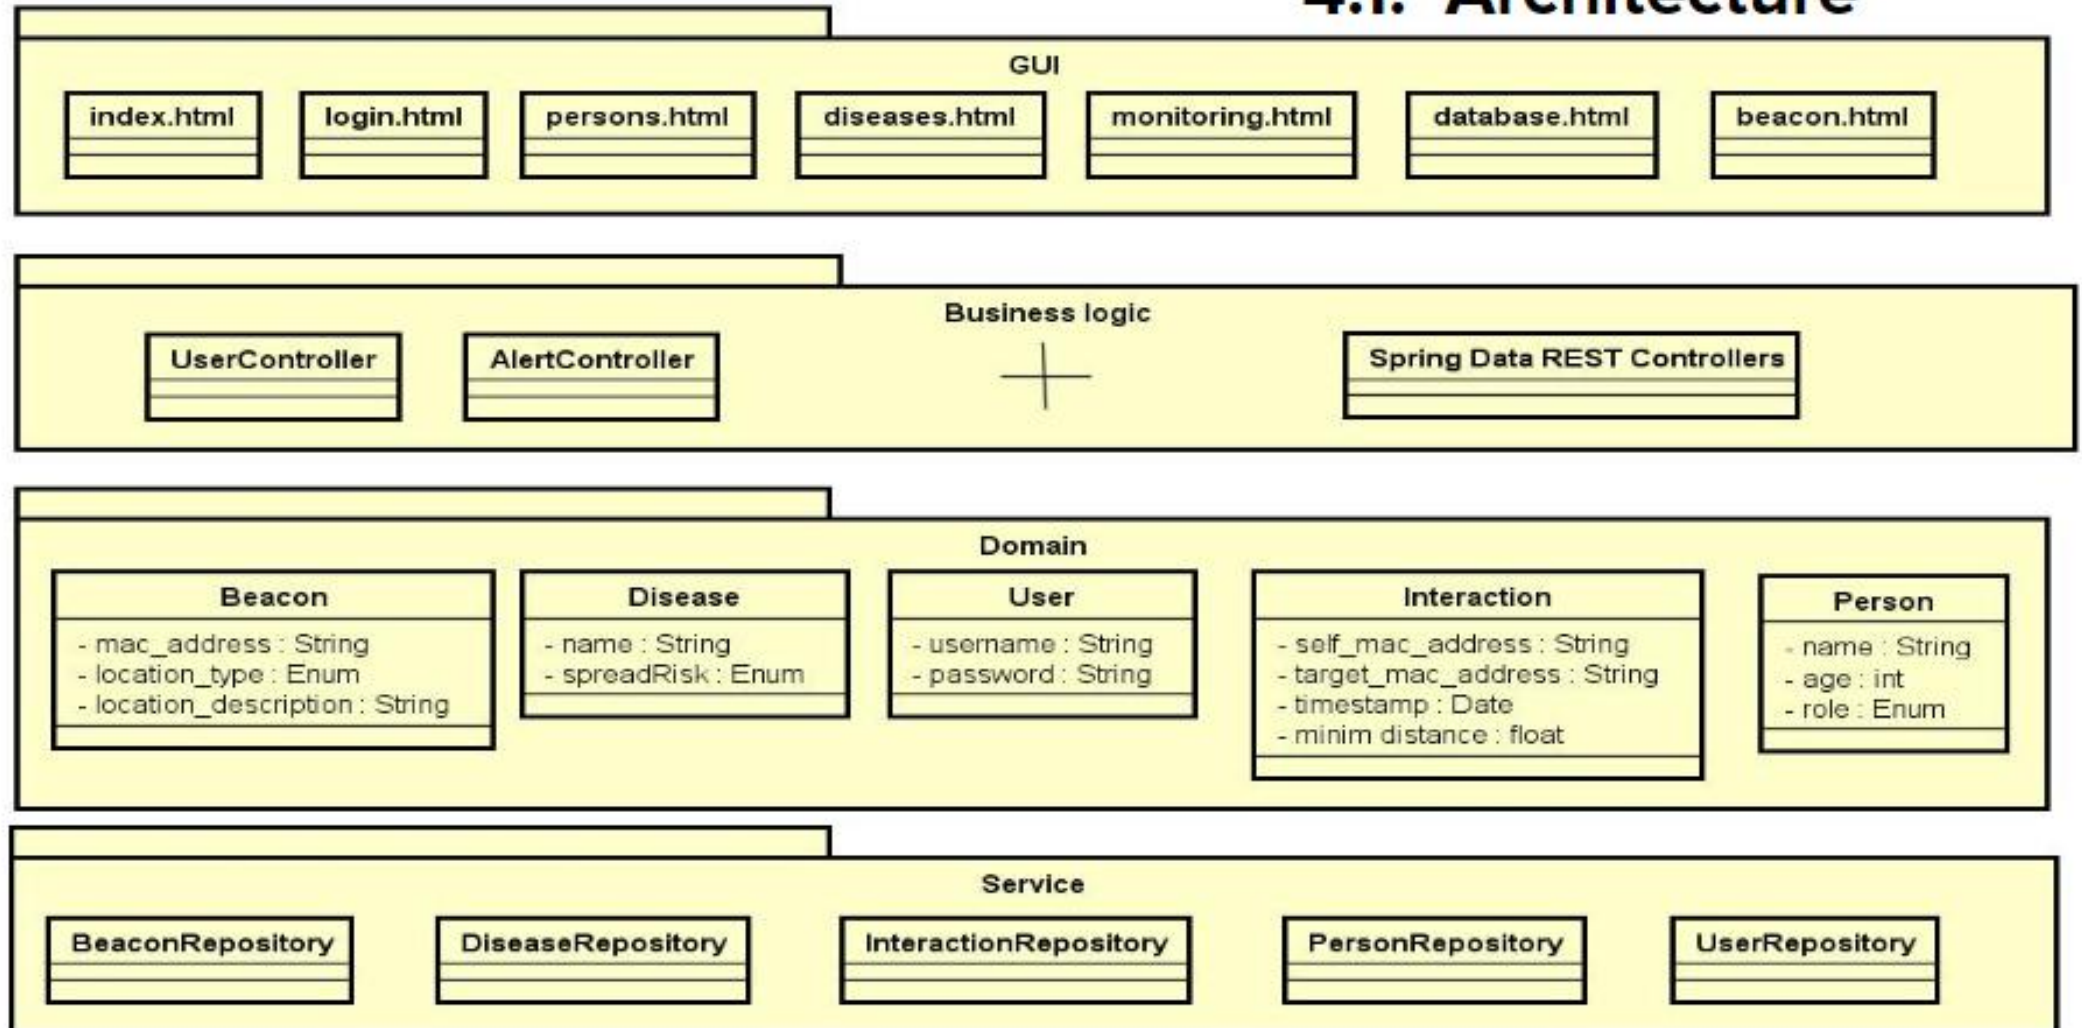 4.1. Architecture
GUI
index.html
login.html
persons.html
diseases.html
monitoring.html
database.html
beacon.html
Business logic
UserController
AlertController
Spring Data REST Controllers
Domain
Beacon
- mac_address : String
- location_type : Enum
- location_description : String
Disease
- name : String
- spreadRisk : Enum
User
- username : String
- password : String
Interaction
- self_mac_address : String
- target_mac_address : String
- timestamp : Date
- minim distance : float
Person
- name : String
- age : int
- role : Enum
Service
BeaconRepository
DiseaseRepository
InteractionRepository
PersonRepository
UserRepository